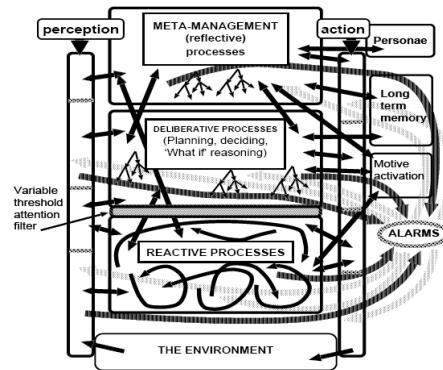 perception
META-MANAGEMENT
(reflective)
processes
action
Personae
Long
term
memory
DELIBERATIVE PROCESSES
(Planning, deciding,
'What if' reasoning)
Motive
activation
Variable
threshold
attention
filter
ALARMS
REACTIVE PROCESSES
THE ENVIRONMENT